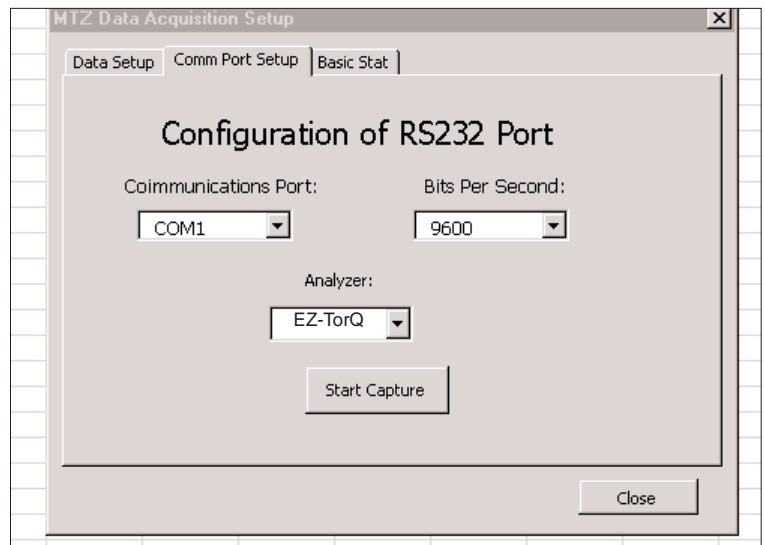 MTZ Data Acquisition Setup
Data Setup Comm Port Setup Basic Stat
Configuration of RS232 Port
Coimmunications Port: Bits Per Second:
COM1 9600
Analyzer:
EZ-TorQ
Start Capture
Close